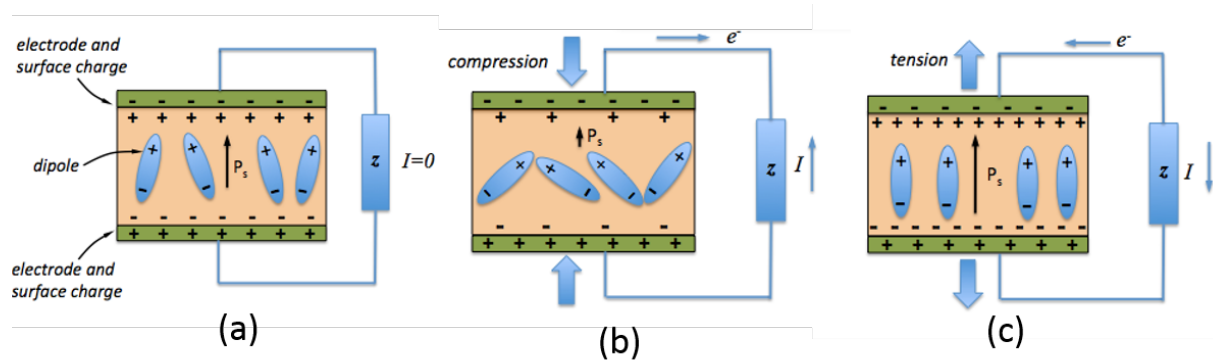 electrode and
surface charge
- - - - - - -
+ + + + + + +
dipole
+ + + +
- - - -
Ps
z
I=0
- - - - - - -
+ + + + + + +
electrode and
surface charge
(a)
e-
compression
- - - - - - -
+ + + +
Ps
+ + + +
- - - -
z
I
- - - -
+ + + + + + +
(b)
e-
tension
- - - - - - -
+ + + + + + + + + + +
+ + + +
- - - -
Ps
z
I
- - - - - - - - - - -
+ + + + + + +
(c)